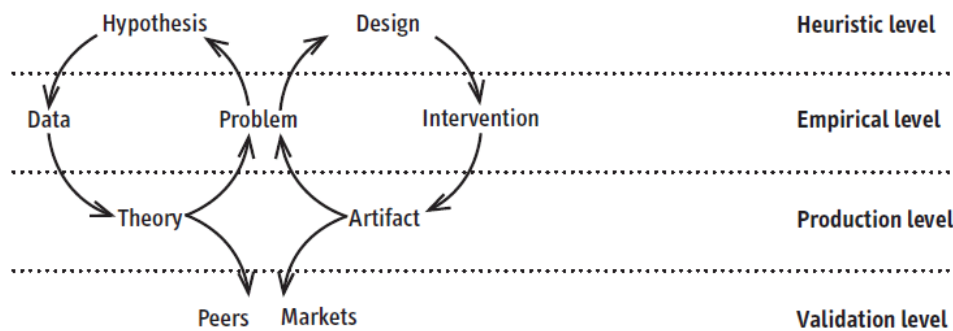 Hypothesis Design Heuristic level
Data Problem Intervention Empirical level
Theory Artifact Production level
Peers Markets Validation level